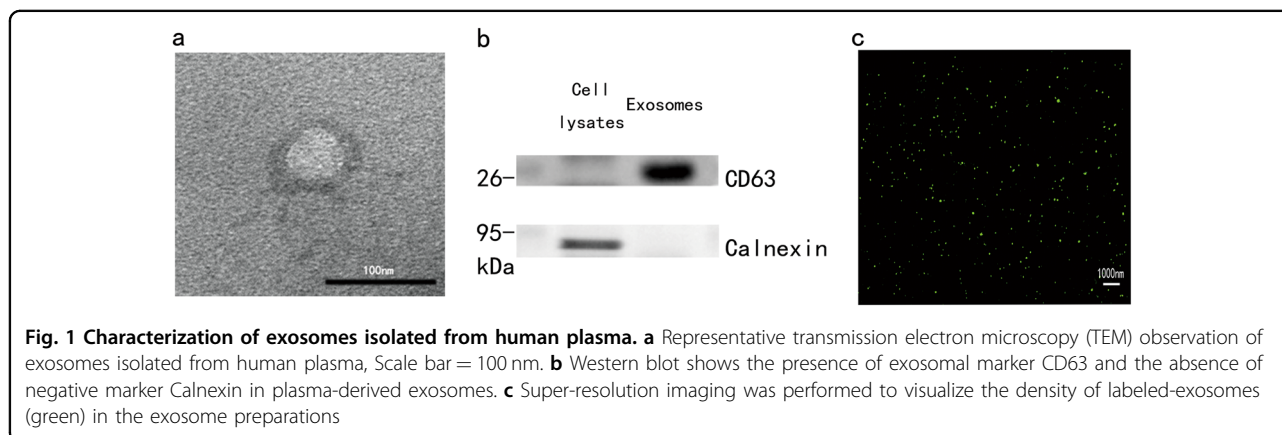 a
100nm
b
Cell
lysates
Exosomes
26-
CD63
95-
kDa
Calnexin
c
1000nm
Fig. 1 Characterization of exosomes isolated from human plasma. a Representative transmission electron microscopy (TEM) observation of
exosomes isolated from human plasma, Scale bar = 100 nm. b Western blot shows the presence of exosomal marker CD63 and the absence of
negative marker Calnexin in plasma-derived exosomes. c Super-resolution imaging was performed to visualize the density of labeled-exosomes
(green) in the exosome preparations